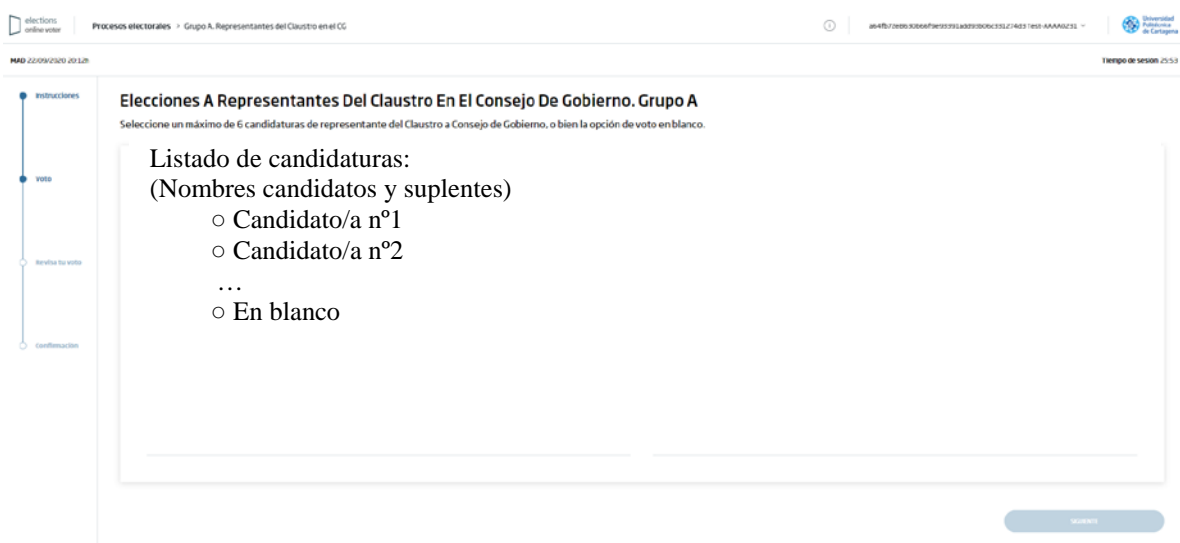 elections
online voter
Procesos electorales > Grupo A. Representantes del Claustro en el CG
Universidad
Politécnica
de Cartagena
MAD 22/09/2020 20:12h
Tiempo de sesión 25:53
Instrucciones
Voto
Revisa tu voto
Confirmación
Elecciones A Representantes Del Claustro En El Consejo De Gobierno. Grupo A
Seleccione un máximo de 6 candidaturas de representante del Claustro a Consejo de Gobierno, o bien la opción de voto en blanco.
Listado de candidaturas:
(Nombres candidatos y suplentes)
○ Candidato/a nº1
○ Candidato/a nº2
…
○ En blanco
SIGUIENTE